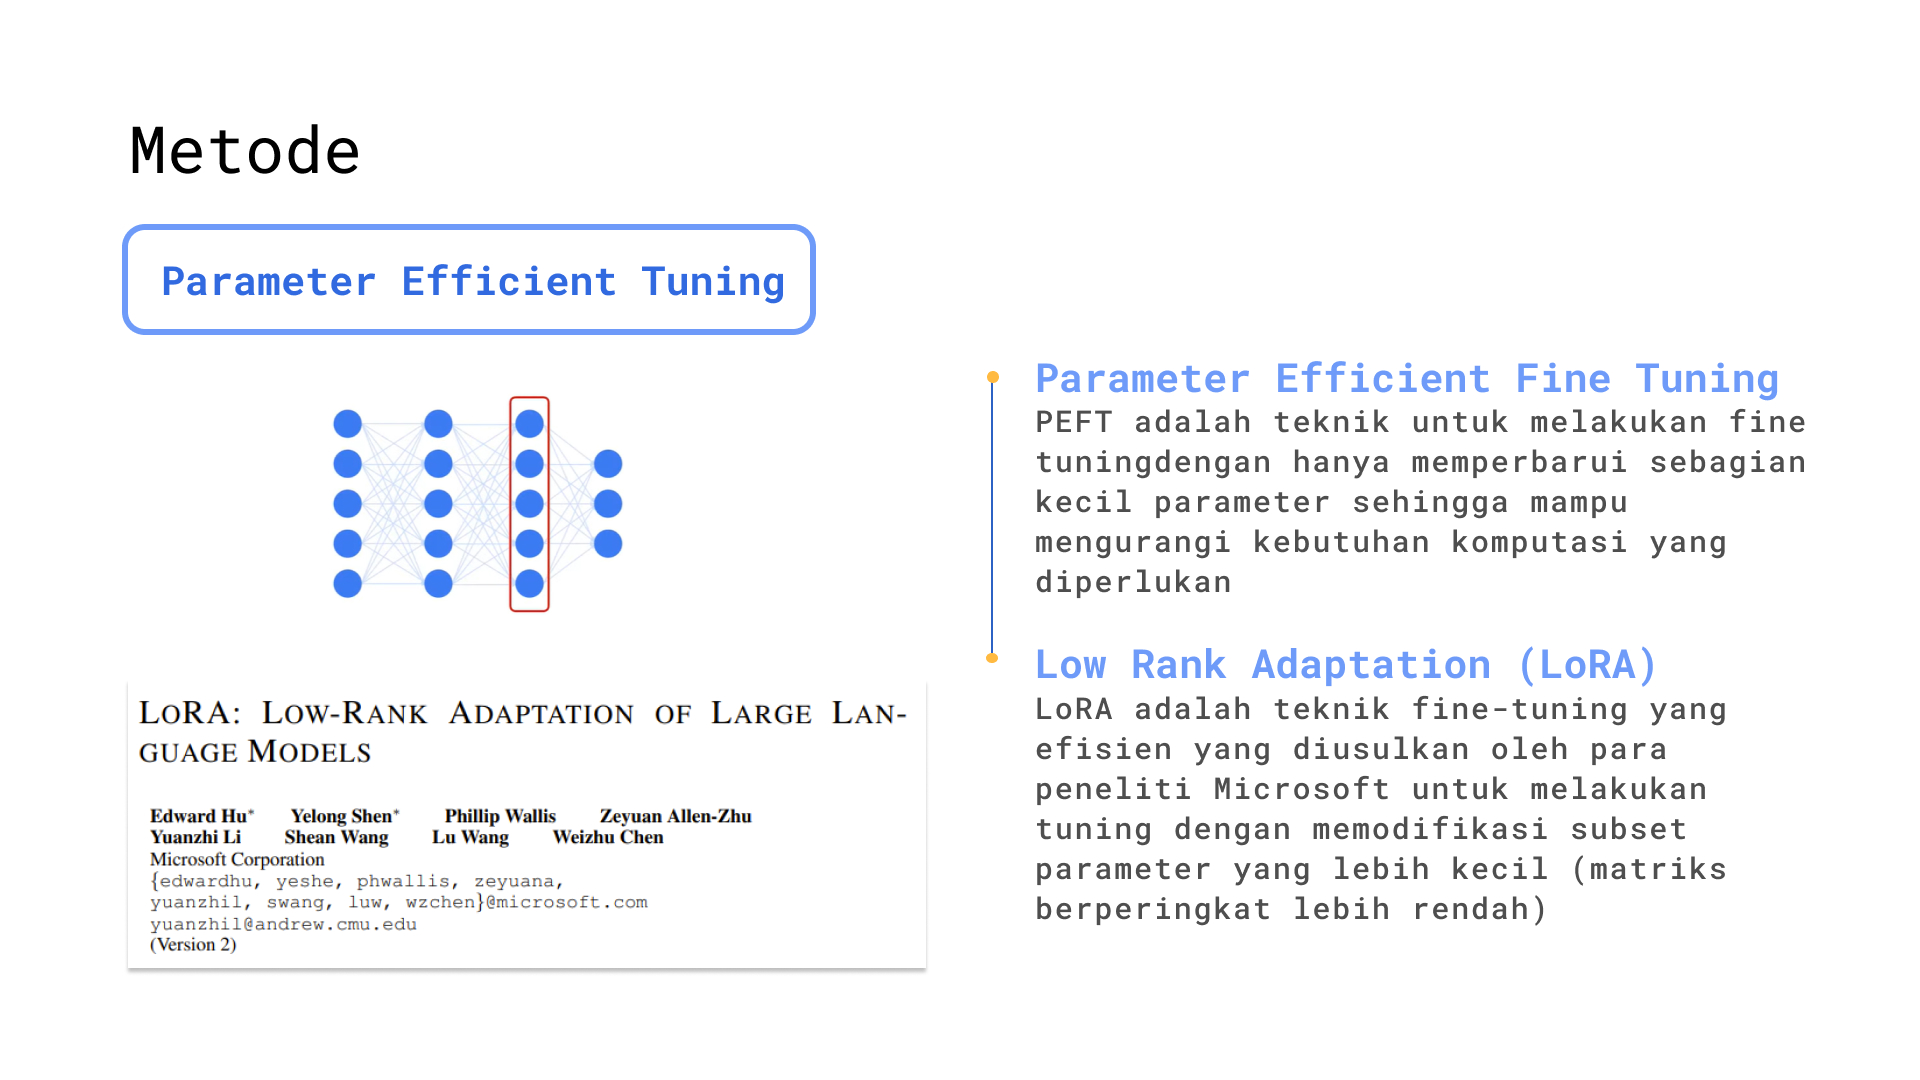 Metode
Parameter Efficient Tuning
LORA: LOW-RANK ADAPTATION OF LARGE LAN-
GUAGE MODELS
Edward Hu* Yelong Shen* Phillip Wallis Zeyuan Allen-Zhu
Yuanzhi Li Shean Wang Lu Wang Weizhu Chen
Microsoft Corporation
{edwardhu, yeshe, phwallis, zeyuana,
yuanzhil, swang, luw, wzchen}@microsoft.com
yuanzhil@andrew.cmu.edu
(Version 2)
Parameter Efficient Fine Tuning
PEFT adalah teknik untuk melakukan fine
tuningdengan hanya memperbarui sebagian
kecil parameter sehingga mampu
mengurangi kebutuhan komputasi yang
diperlukan
Low Rank Adaptation (LoRA)
LoRA adalah teknik fine-tuning yang
efisien yang diusulkan oleh para
peneliti Microsoft untuk melakukan
tuning dengan memodifikasi subset
parameter yang lebih kecil (matriks
berperingkat lebih rendah)